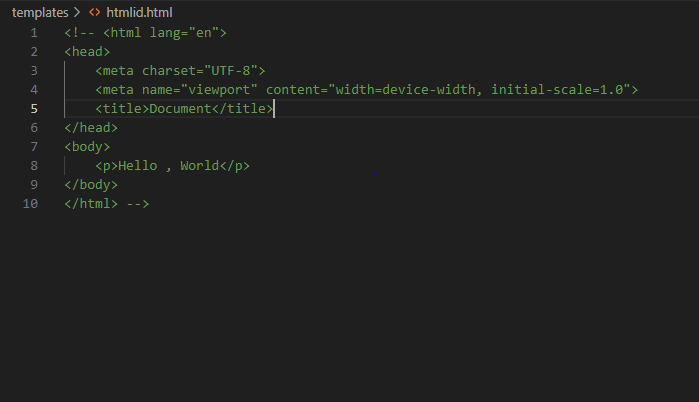 templates > <> htmlid.html
1 <!-- <html lang="en">
2 <head>
3     <meta charset="UTF-8">
4     <meta name="viewport" content="width=device-width, initial-scale=1.0">
5     <title>Document</title>
6 </head>
7 <body>
8     <p>Hello , World</p>
9 </body>
10 </html> -->